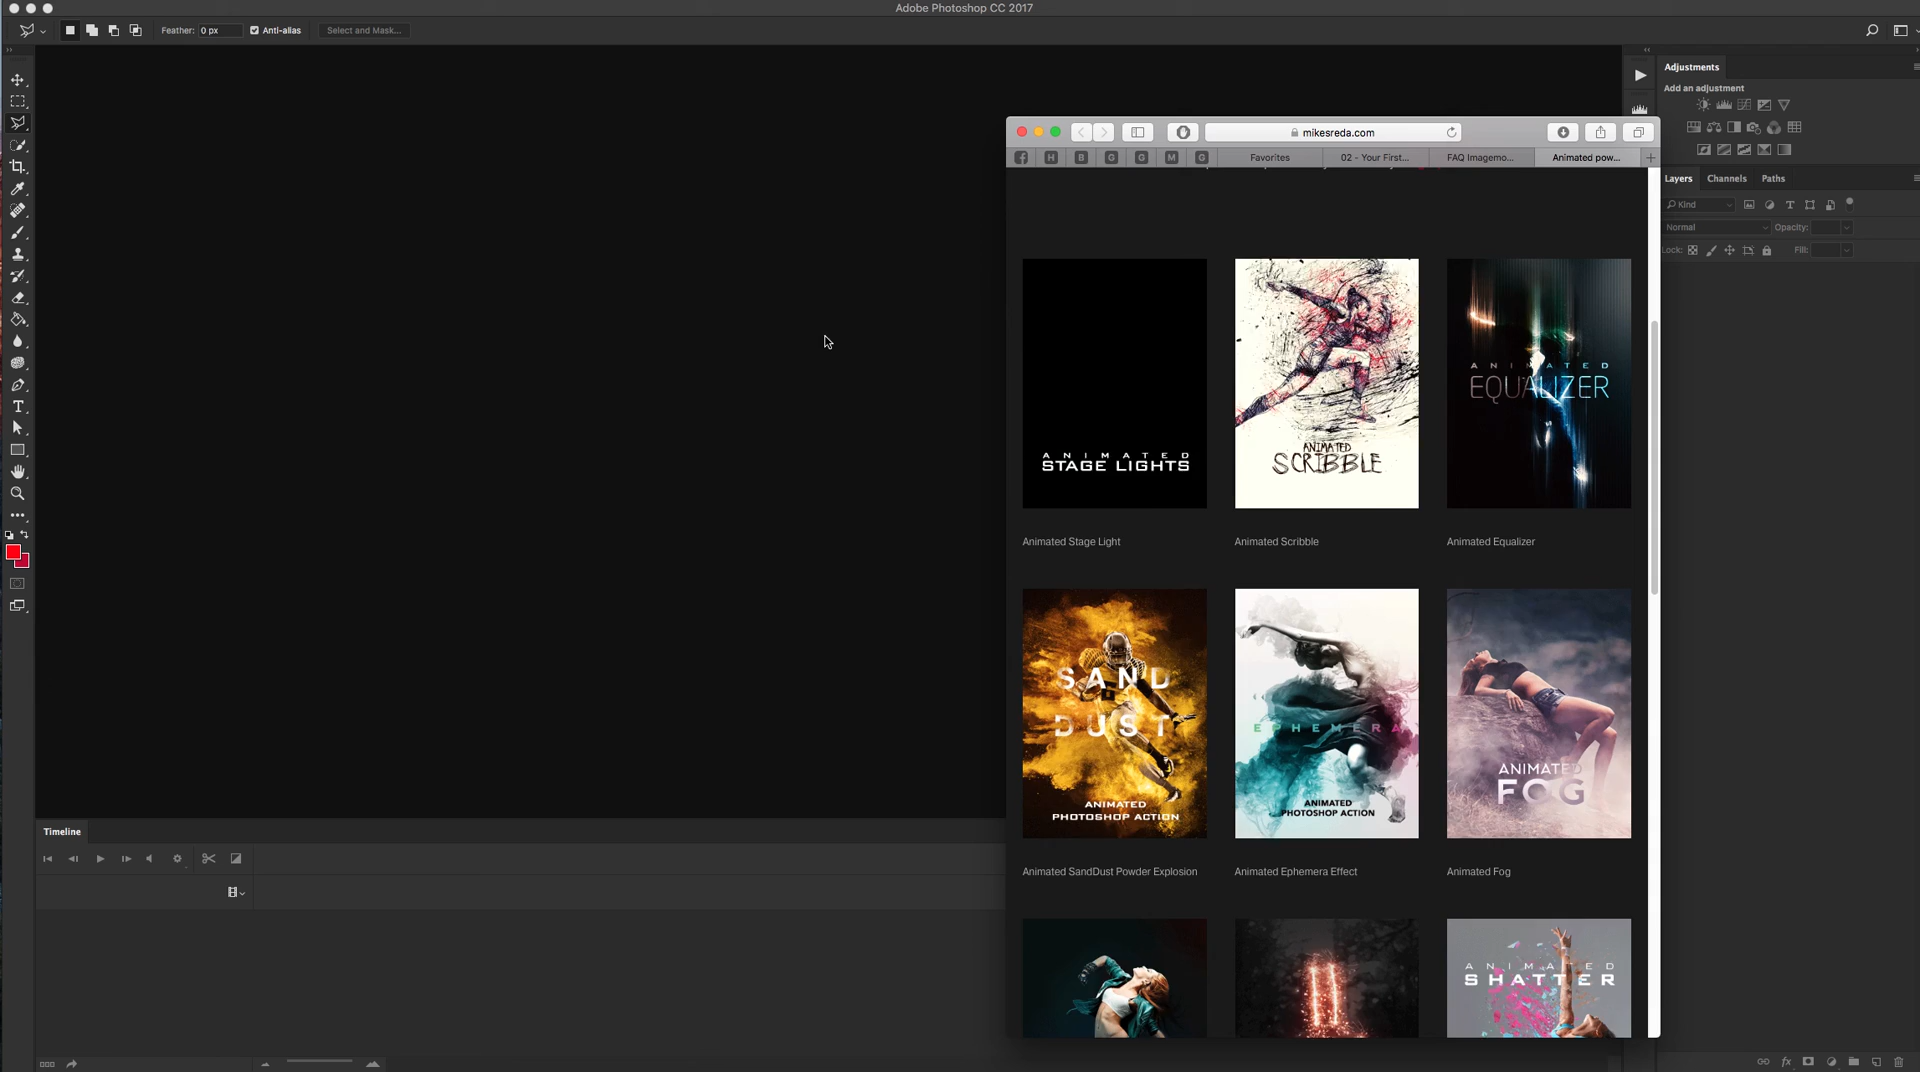 Adobe Photoshop CC 2017
Feather: 0 px
Anti-alias
Select and Mask...
Adjustments
Add an adjustment
mikesreda.com
H
B
G
G
M
G
Favorites
02 - Your First...
FAQ Imagemo...
Animated pow...
Layers
Channels
Paths
Kind
Normal
Opacity:
Lock:
Fill:
ANIMATED
STAGE LIGHTS
ANIMATED
SCRIBBLE
ANIMATED
EQUALIZER
Animated Stage Light
Animated Scribble
Animated Equalizer
SAND
DUST
ANIMATED
PHOTOSHOP ACTION
EPHEMERA
ANIMATED
PHOTOSHOP ACTION
ANIMATED
FOG
Timeline
Animated SandDust Powder Explosion
Animated Ephemera Effect
Animated Fog
ANIMATED
SHATTER
fx